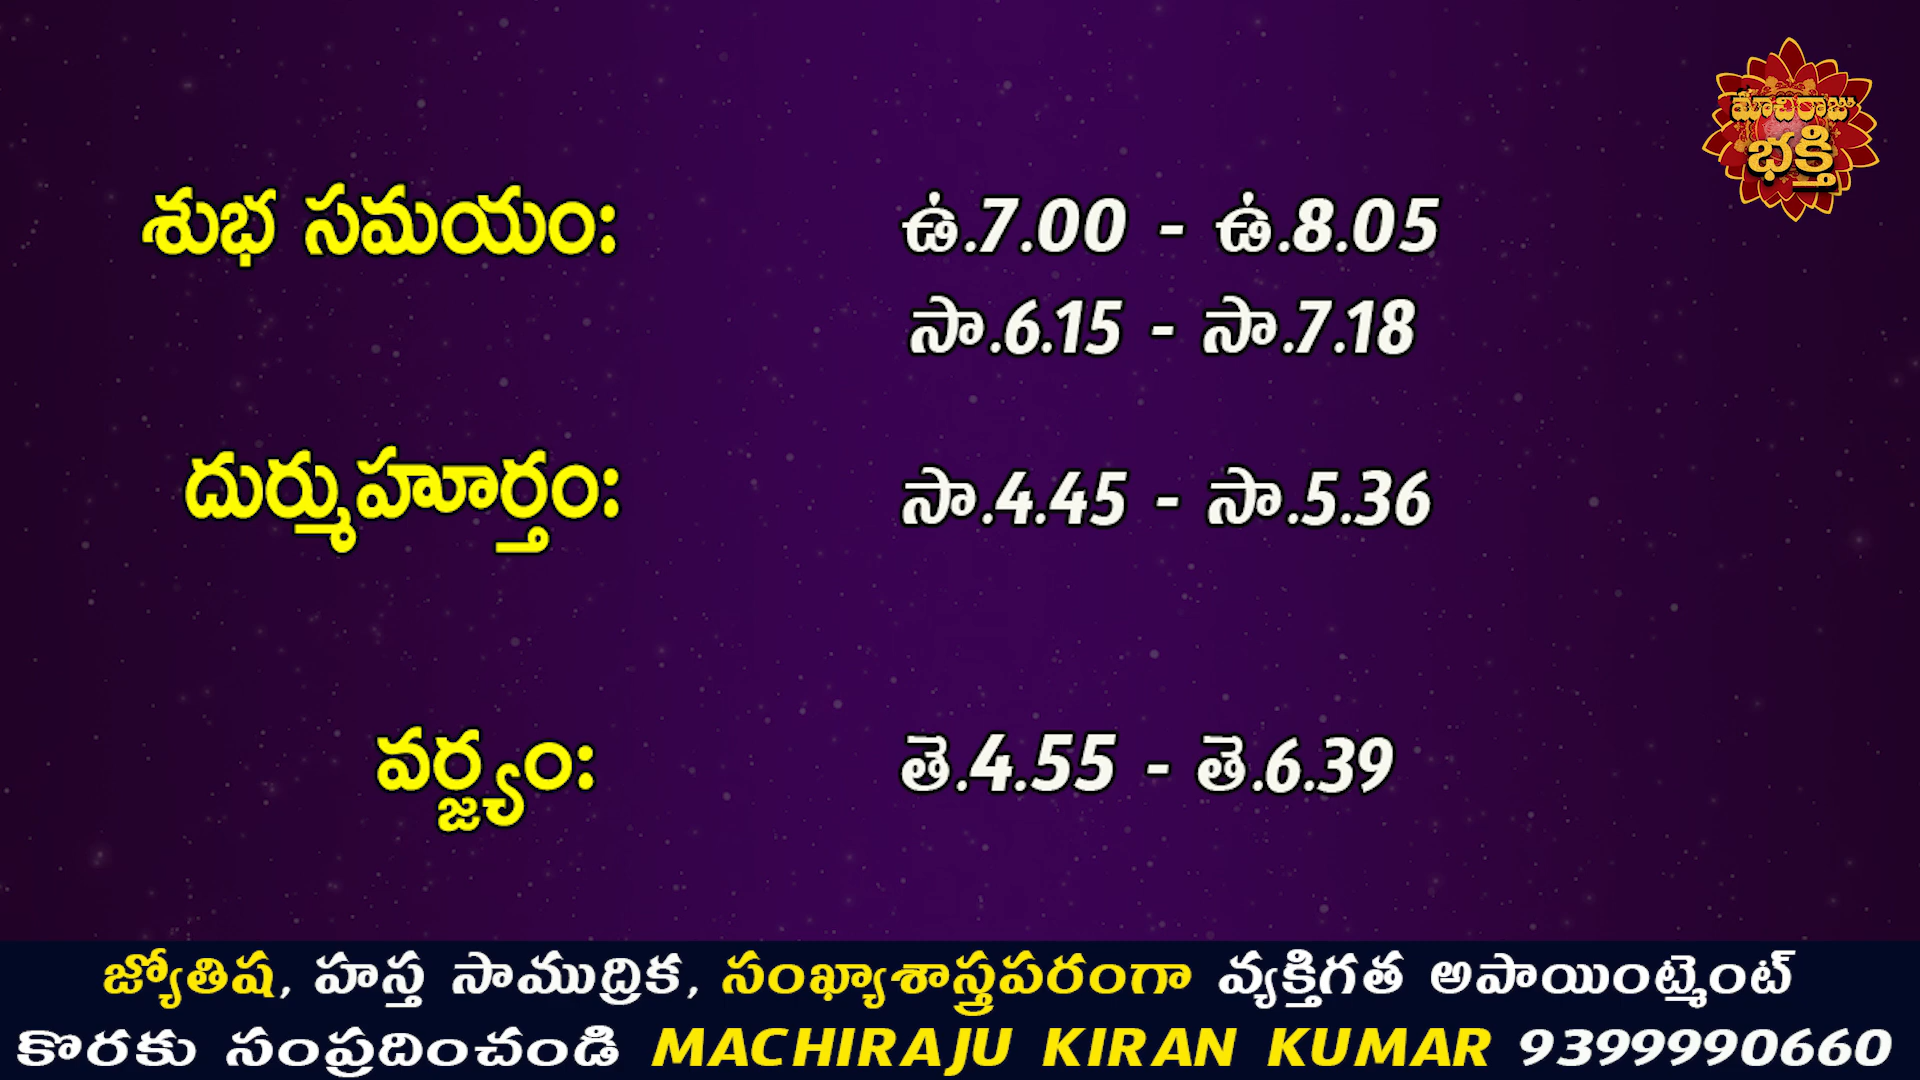 మాచిరాజు
భక్తి
శుభ సమయం: ఉ.7.00 - ఉ.8.05
సా.6.15 - సా.7.18
దుర్ముహూర్తం: సా.4.45 - సా.5.36
వర్జ్యం: తె.4.55 - తె.6.39
జ్యోతిష, హస్త సాముద్రిక, సంఖ్యాశాస్త్రపరంగా వ్యక్తిగత అపాయింట్మెంట్
కొరకు సంప్రదించండి MACHIRAJU KIRAN KUMAR 9399990660